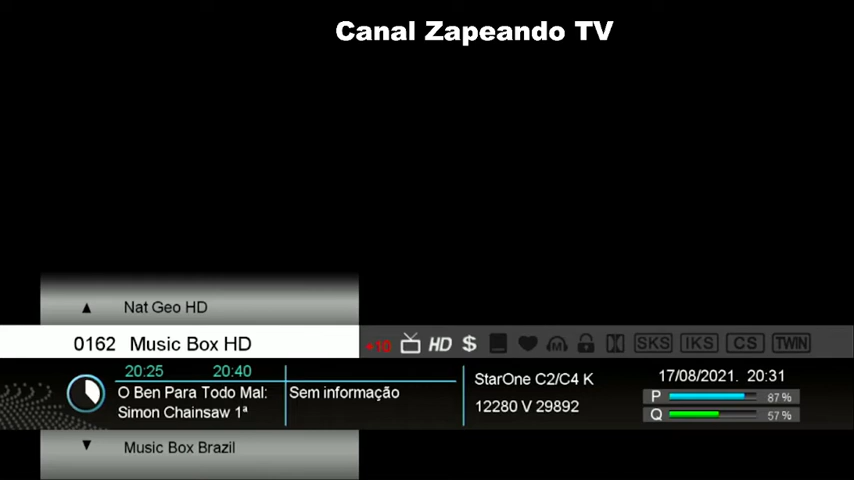 Canal Zapeando TV
▲ Nat Geo HD
0162 Music Box HD +10 HD $ SKS IKS CS TWIN
20:25 20:40
O Ben Para Todo Mal:
Simon Chainsaw 1ª
Sem informação
StarOne C2/C4 K
12280 V 29892
17/08/2021. 20:31
P 87 %
Q 57 %
▼ Music Box Brazil